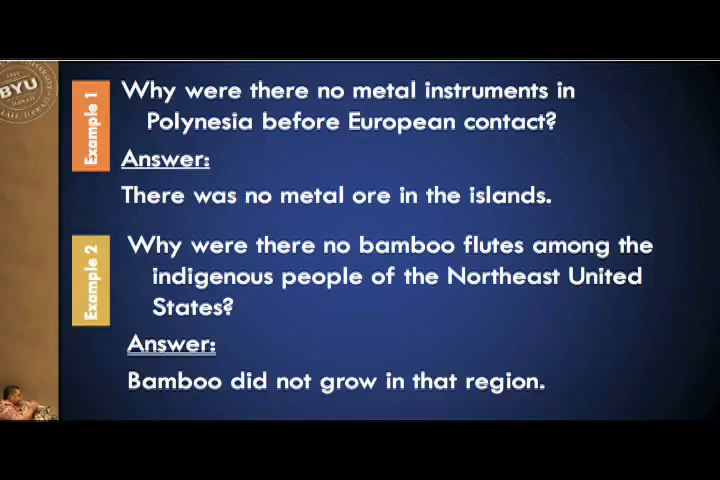 BYU
HAWAII
Example 1
Why were there no metal instruments in
Polynesia before European contact?
Answer:
There was no metal ore in the islands.
Example 2
Why were there no bamboo flutes among the
indigenous people of the Northeast United
States?
Answer:
Bamboo did not grow in that region.